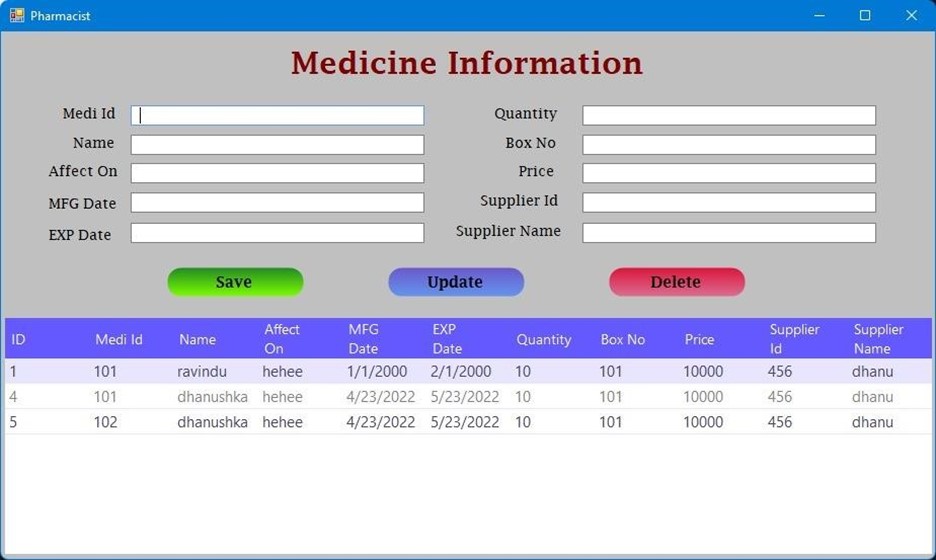 Pharmacist
Medicine Information
Medi Id Quantity
Name Box No
Affect On Price
MFG Date Supplier Id
EXP Date Supplier Name
Save Update Delete
ID Medi Id Name Affect On MFG Date EXP Date Quantity Box No Price Supplier Id Supplier Name
1 101 ravindu hehee 1/1/2000 2/1/2000 10 101 10000 456 dhanu
4 101 dhanushka hehee 4/23/2022 5/23/2022 10 101 10000 456 dhanu
5 102 dhanushka hehee 4/23/2022 5/23/2022 10 101 10000 456 dhanu